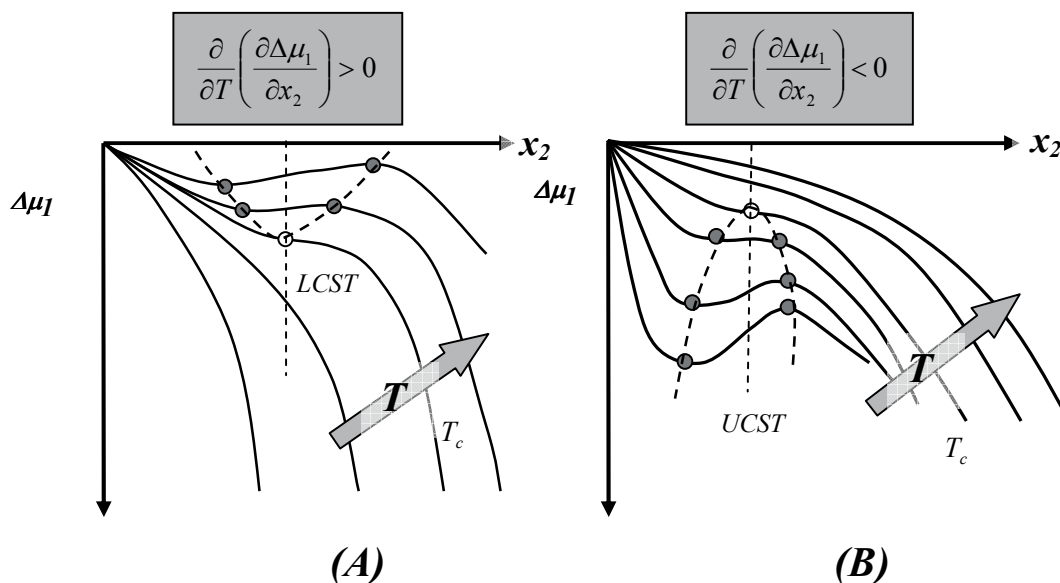 ∂/∂T (∂Δμ₁/∂x₂) > 0
∂/∂T (∂Δμ₁/∂x₂) < 0
x₂
x₂
Δμ₁
Δμ₁
LCST
T
T
UCST
T_c
T_c
(A)
(B)